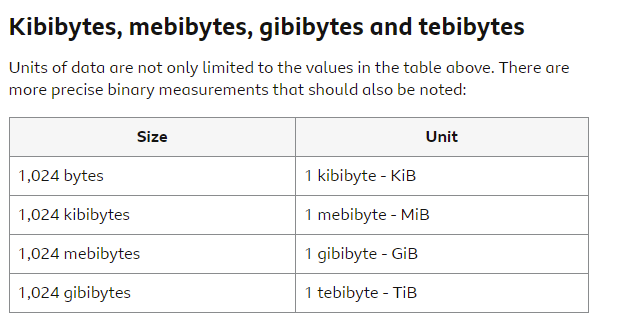 Kibibytes, mebibytes, gibibytes and tebibytes
Units of data are not only limited to the values in the table above. There are
more precise binary measurements that should also be noted:
Size Unit
1,024 bytes 1 kibibyte - KiB
1,024 kibibytes 1 mebibyte - MiB
1,024 mebibytes 1 gibibyte - GiB
1,024 gibibytes 1 tebibyte - TiB